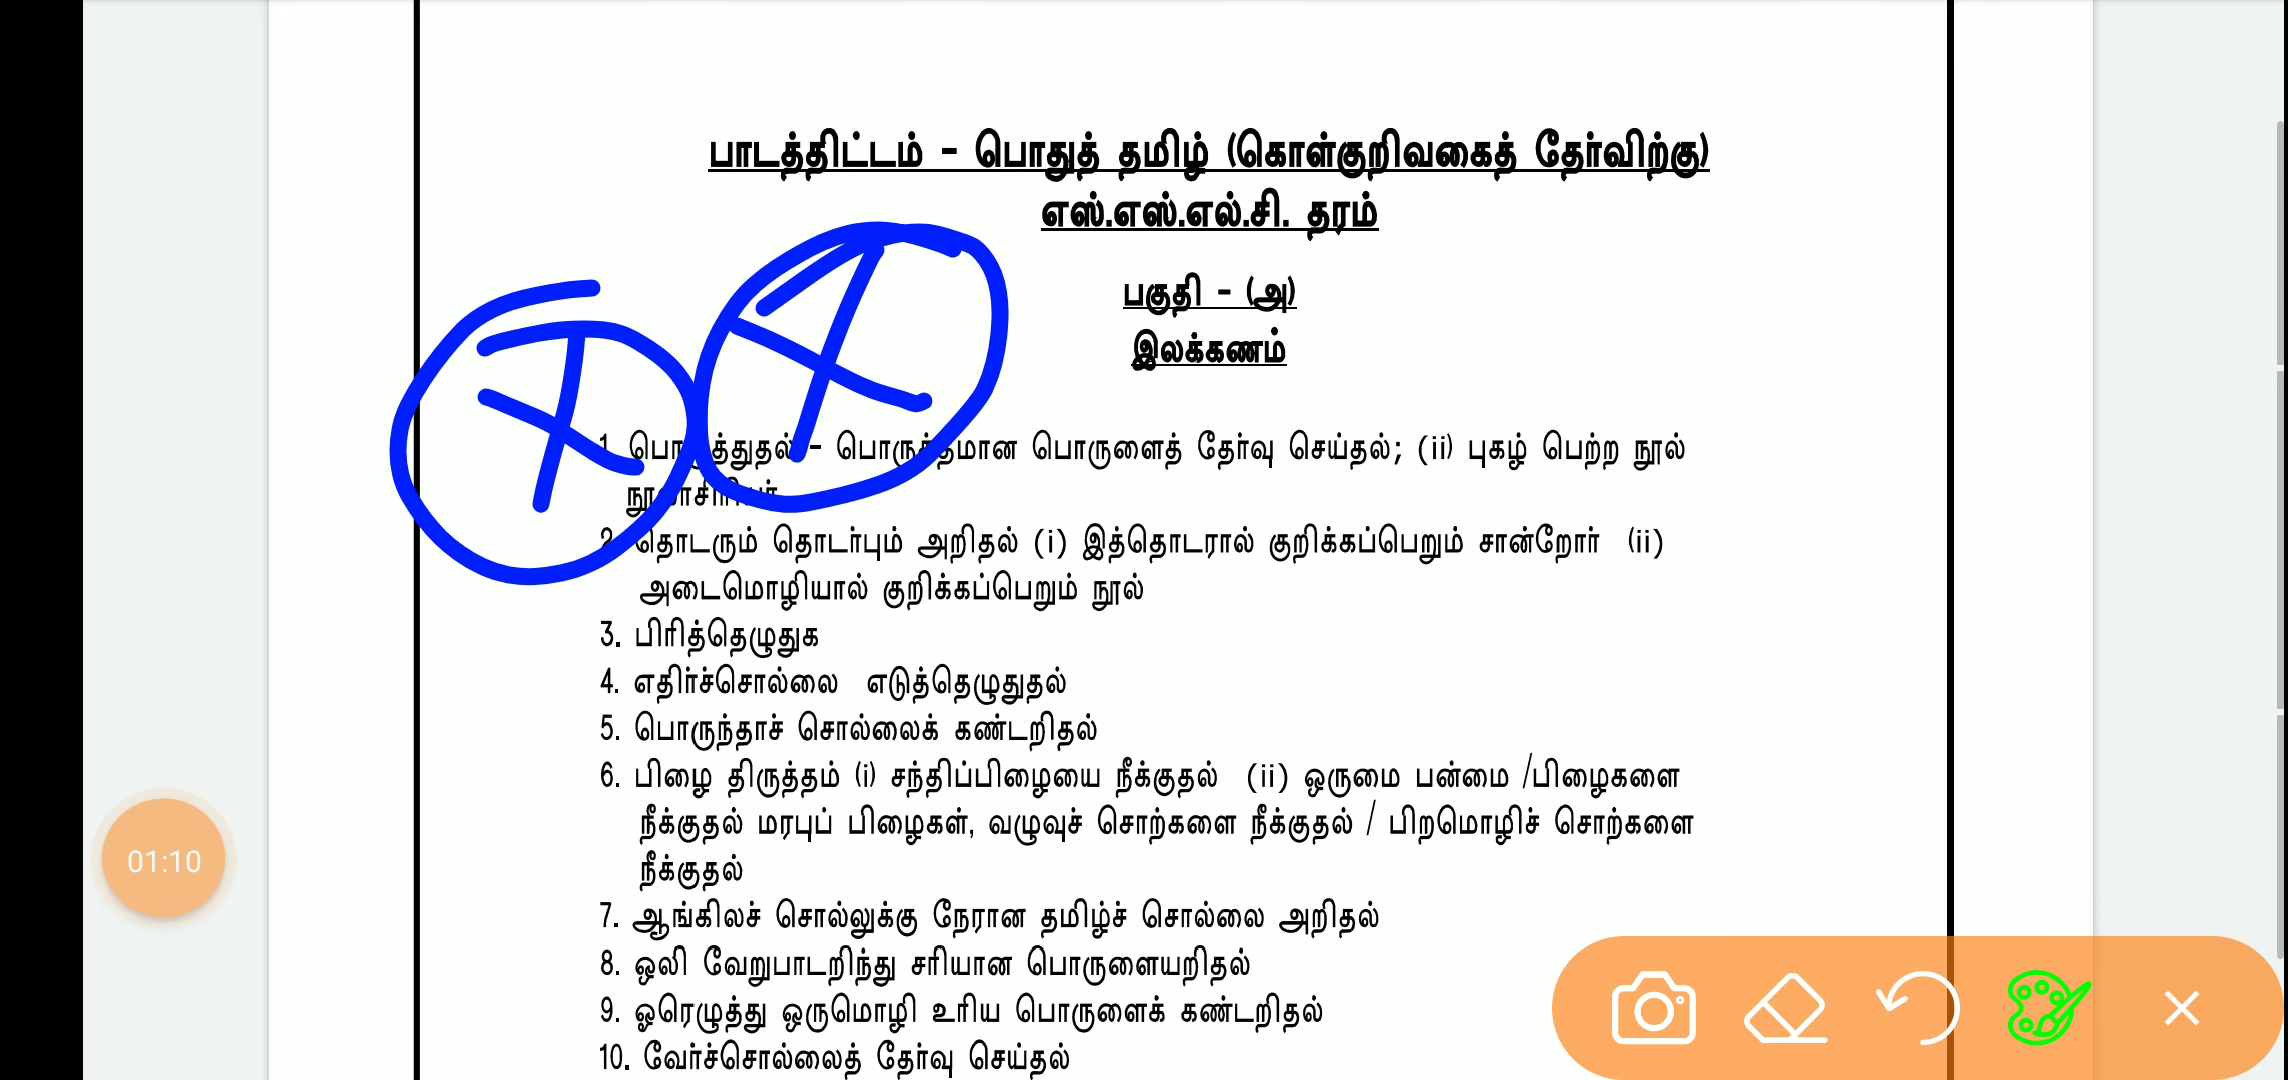 பாடத்திட்டம் - பொதுத் தமிழ் (கொள்குறிவகைத் தேர்விற்கு)
எஸ்.எஸ்.எல்.சி. தரம்
பகுதி - (அ)
இலக்கணம்
1. பொருத்துதல் - பொருத்தமான பொருளைத் தேர்வு செய்தல்; (ii) புகழ் பெற்ற நூல்
நூலாசிரியர்
2. தொடரும் தொடர்பும் அறிதல் (i) இத்தொடரால் குறிக்கப்பெறும் சான்றோர் (ii)
அடைமொழியால் குறிக்கப்பெறும் நூல்
3. பிரித்தெழுதுக
4. எதிர்ச்சொல்லை எடுத்தெழுதுதல்
5. பொருந்தாச் சொல்லைக் கண்டறிதல்
6. பிழை திருத்தம் (i) சந்திப்பிழையை நீக்குதல் (ii) ஒருமை பன்மை /பிழைகளை
நீக்குதல் மரபுப் பிழைகள், வழுவுச் சொற்களை நீக்குதல் / பிறமொழிச் சொற்களை
நீக்குதல்
7. ஆங்கிலச் சொல்லுக்கு நேரான தமிழ்ச் சொல்லை அறிதல்
8. ஒலி வேறுபாடறிந்து சரியான பொருளையறிதல்
9. ஓரெழுத்து ஒருமொழி உரிய பொருளைக் கண்டறிதல்
10. வேர்ச்சொல்லைத் தேர்வு செய்தல்
01:10